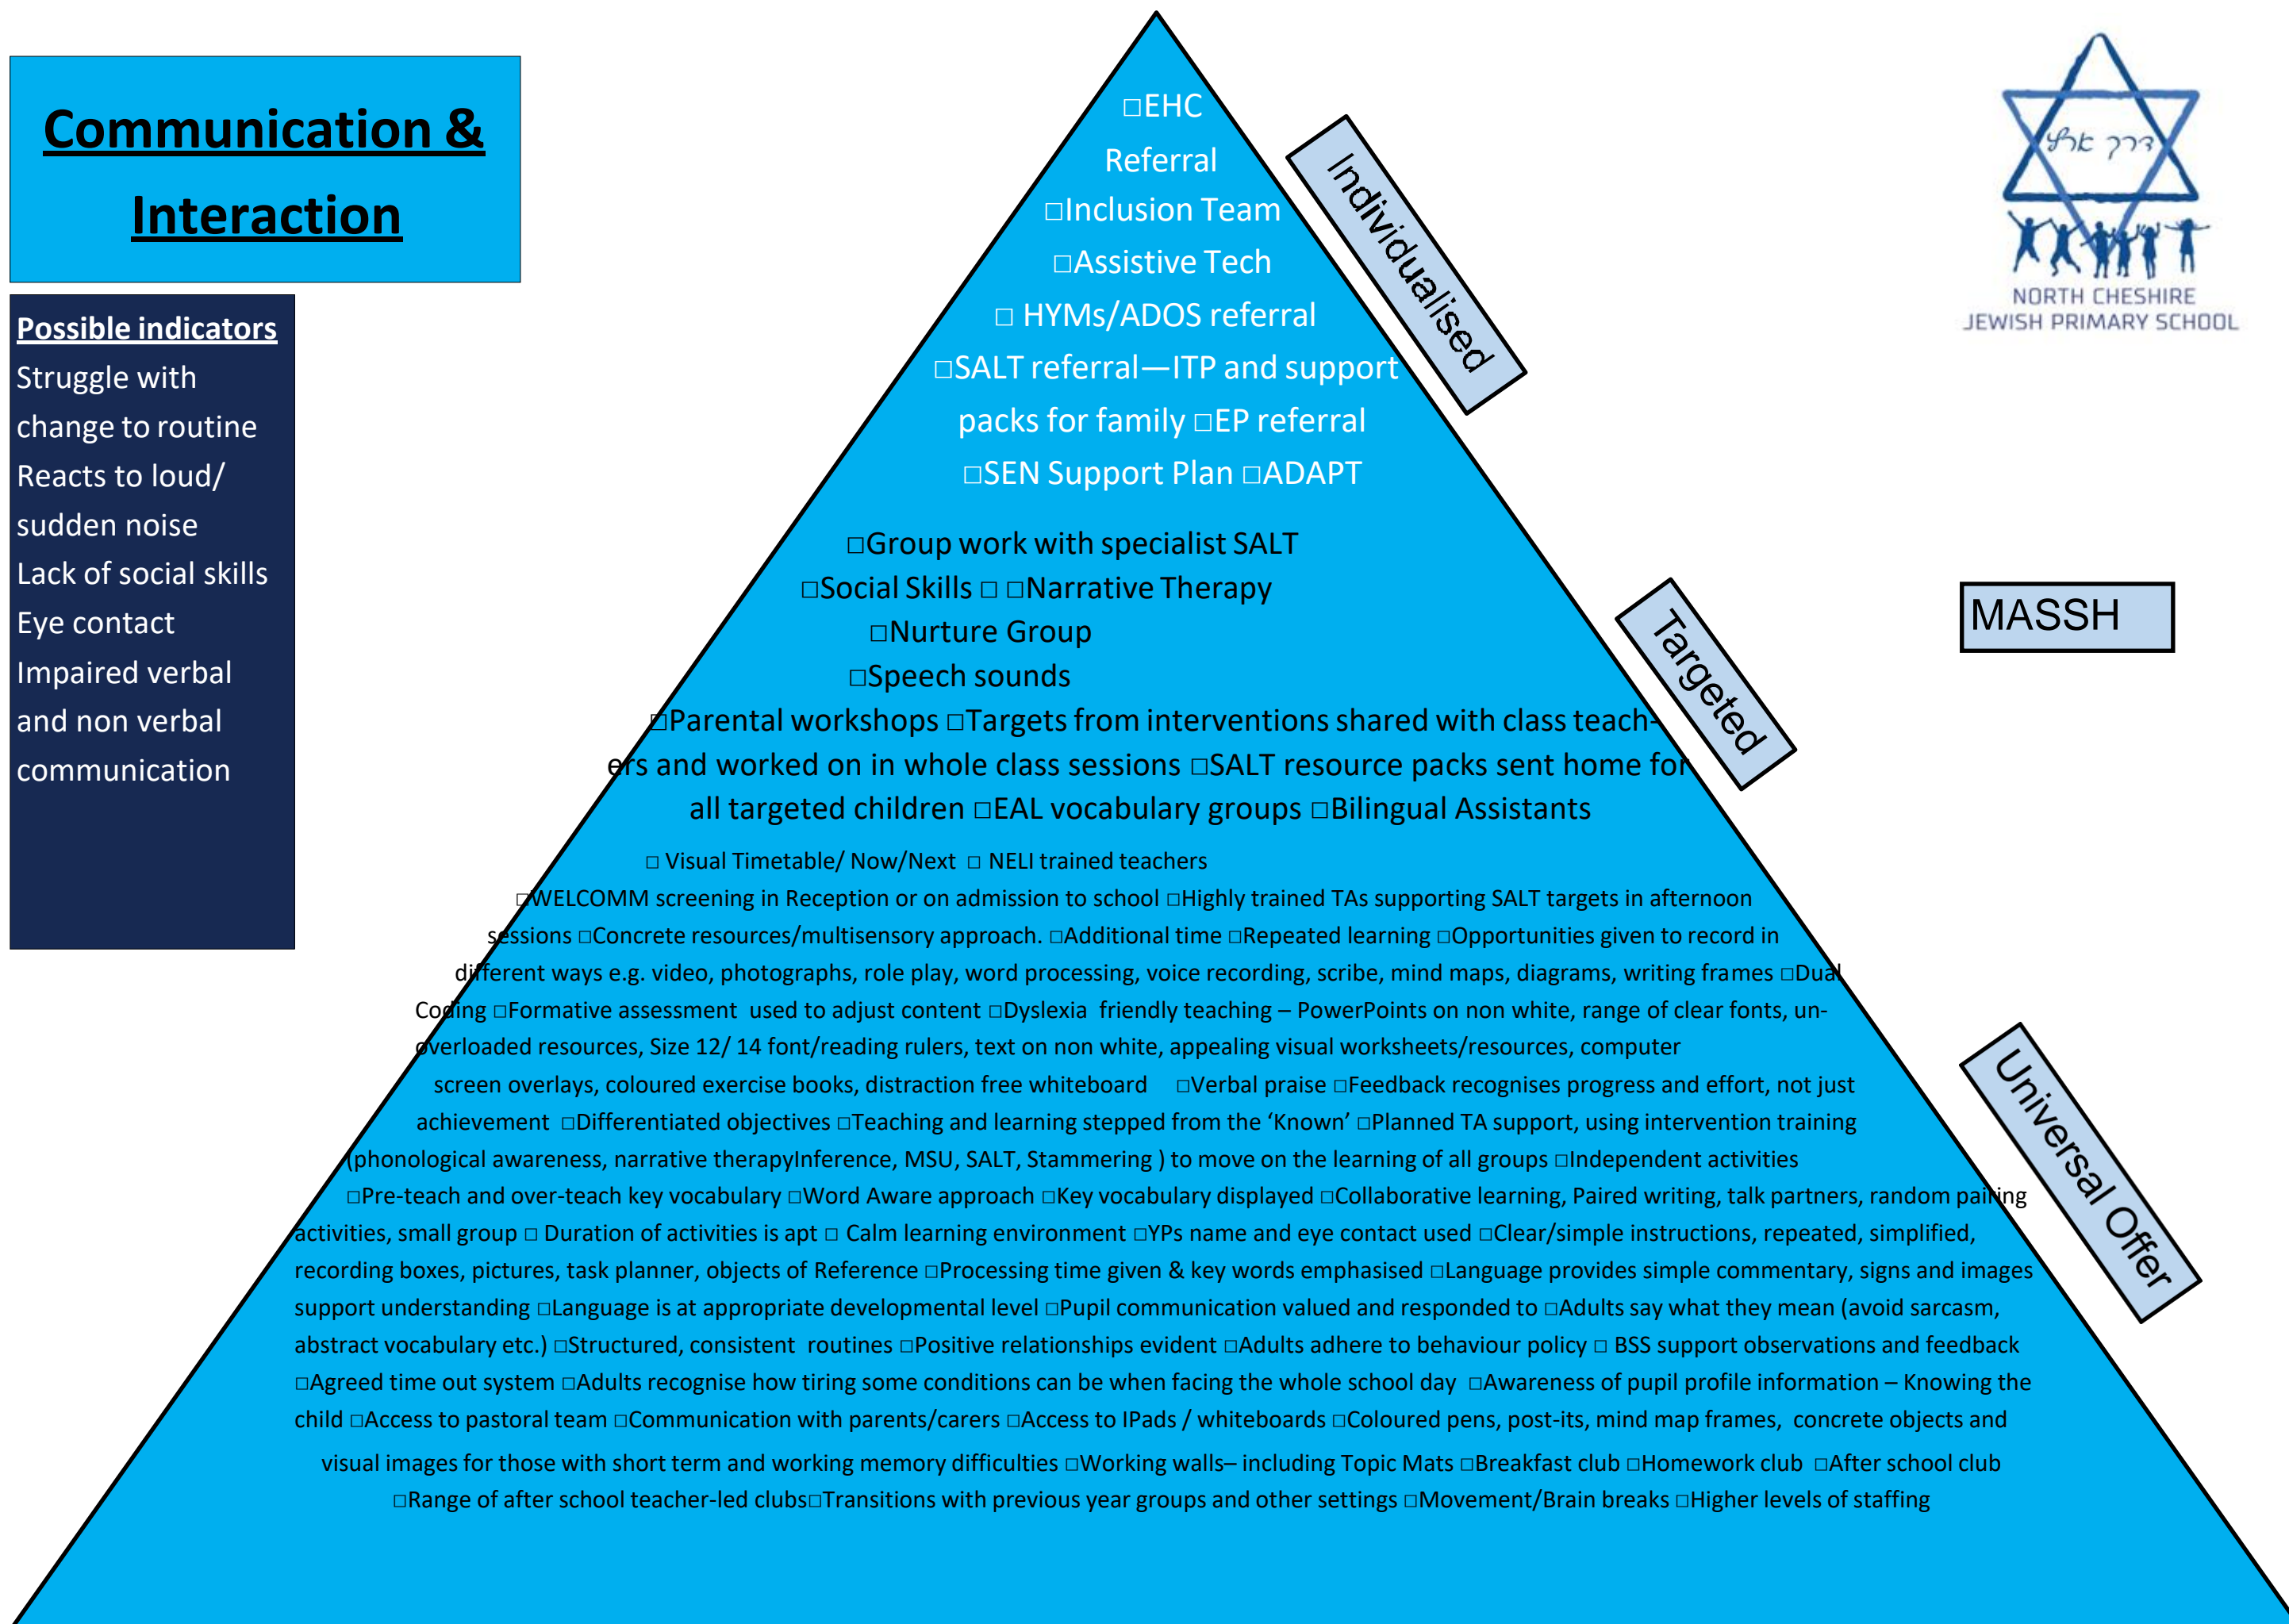 Communication &
Interaction
Possible indicators
Struggle with
change to routine
Reacts to loud/
sudden noise
Lack of social skills
Eye contact
Impaired verbal
and non verbal
communication
□EHC
Referral
□Inclusion Team
□Assistive Tech
□ HYMs/ADOS referral
□SALT referral—ITP and support
packs for family □EP referral
□SEN Support Plan □ADAPT
Individualised
דרך ארץ
NORTH CHESHIRE
JEWISH PRIMARY SCHOOL
□Group work with specialist SALT
□Social Skills □ □Narrative Therapy
□Nurture Group
□Speech sounds
□Parental workshops □Targets from interventions shared with class teach-
ers and worked on in whole class sessions □SALT resource packs sent home for
all targeted children □EAL vocabulary groups □Bilingual Assistants
Targeted
MASSH
□ Visual Timetable/ Now/Next □ NELI trained teachers
□WELCOMM screening in Reception or on admission to school □Highly trained TAs supporting SALT targets in afternoon
sessions □Concrete resources/multisensory approach. □Additional time □Repeated learning □Opportunities given to record in
different ways e.g. video, photographs, role play, word processing, voice recording, scribe, mind maps, diagrams, writing frames □Dual
Coding □Formative assessment used to adjust content □Dyslexia friendly teaching – PowerPoints on non white, range of clear fonts, un-
overloaded resources, Size 12/ 14 font/reading rulers, text on non white, appealing visual worksheets/resources, computer
screen overlays, coloured exercise books, distraction free whiteboard □Verbal praise □Feedback recognises progress and effort, not just
achievement □Differentiated objectives □Teaching and learning stepped from the ‘Known’ □Planned TA support, using intervention training
(phonological awareness, narrative therapyInference, MSU, SALT, Stammering ) to move on the learning of all groups □Independent activities
□Pre-teach and over-teach key vocabulary □Word Aware approach □Key vocabulary displayed □Collaborative learning, Paired writing, talk partners, random pairing
activities, small group □ Duration of activities is apt □ Calm learning environment □YPs name and eye contact used □Clear/simple instructions, repeated, simplified,
recording boxes, pictures, task planner, objects of Reference □Processing time given & key words emphasised □Language provides simple commentary, signs and images
support understanding □Language is at appropriate developmental level □Pupil communication valued and responded to □Adults say what they mean (avoid sarcasm,
abstract vocabulary etc.) □Structured, consistent routines □Positive relationships evident □Adults adhere to behaviour policy □ BSS support observations and feedback
□Agreed time out system □Adults recognise how tiring some conditions can be when facing the whole school day □Awareness of pupil profile information – Knowing the
child □Access to pastoral team □Communication with parents/carers □Access to IPads / whiteboards □Coloured pens, post-its, mind map frames, concrete objects and
visual images for those with short term and working memory difficulties □Working walls– including Topic Mats □Breakfast club □Homework club □After school club
□Range of after school teacher-led clubs□Transitions with previous year groups and other settings □Movement/Brain breaks □Higher levels of staffing
Universal Offer